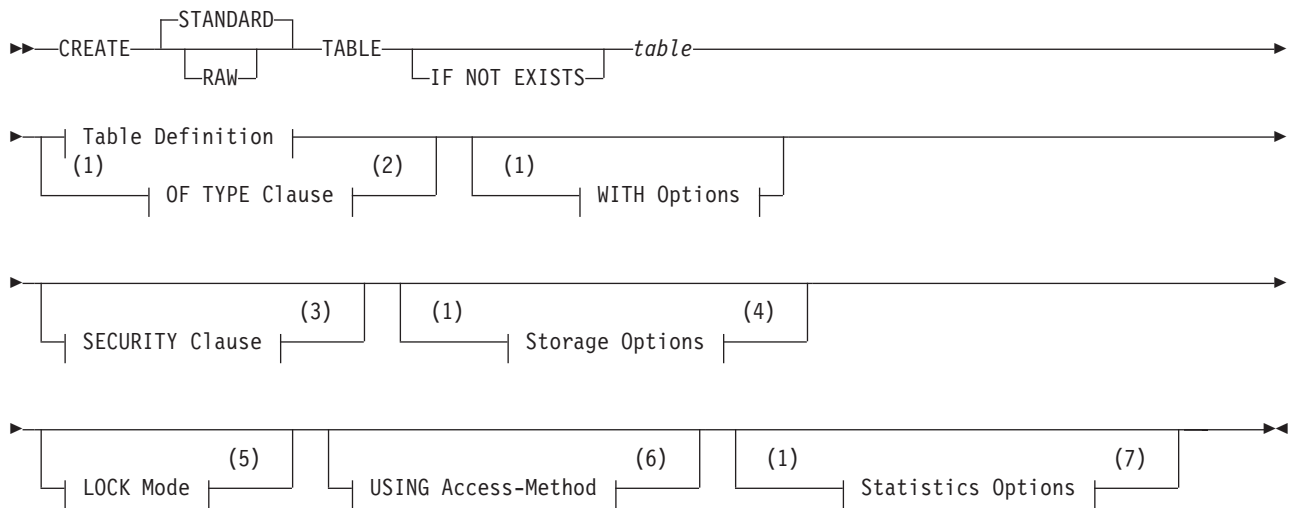 STANDARD
CREATE TABLE table
RAW IF NOT EXISTS
Table Definition
(1) (2) (1)
OF TYPE Clause WITH Options
(3) (1) (4)
SECURITY Clause Storage Options
(5) (6) (1) (7)
LOCK Mode USING Access-Method Statistics Options